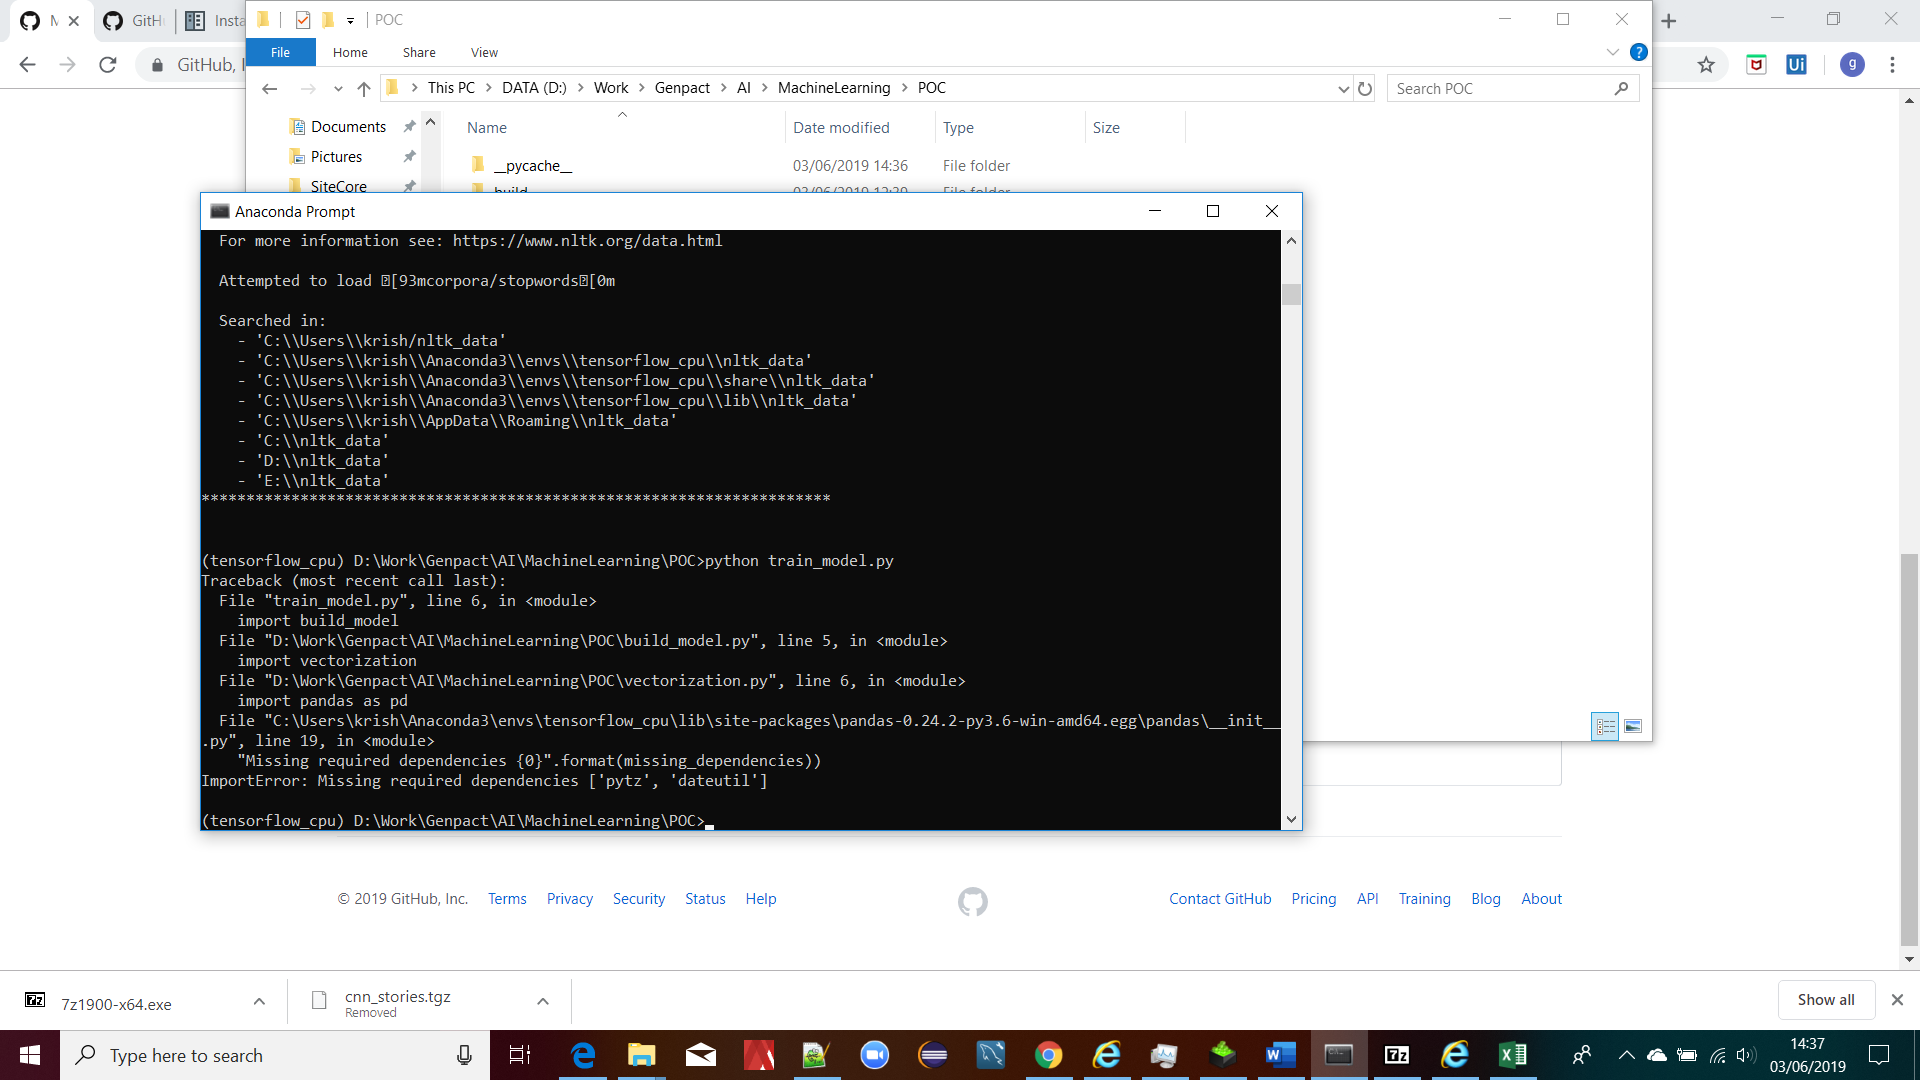 GitH
Insta
POC
GitHub, I
File
Home
Share
View
This PC > DATA (D:) > Work > Genpact > AI > MachineLearning > POC
Search POC
Documents
Pictures
SiteCore
Name
Date modified
Type
Size
__pycache__
03/06/2019 14:36
File folder
build
03/06/2019 12:39
File folder
Anaconda Prompt
For more information see: https://www.nltk.org/data.html
Attempted to load [93mcorpora/stopwords[0m
Searched in:
- 'C:\\Users\\krish/nltk_data'
- 'C:\\Users\\krish\\Anaconda3\\envs\\tensorflow_cpu\\nltk_data'
- 'C:\\Users\\krish\\Anaconda3\\envs\\tensorflow_cpu\\share\\nltk_data'
- 'C:\\Users\\krish\\Anaconda3\\envs\\tensorflow_cpu\\lib\\nltk_data'
- 'C:\\Users\\krish\\AppData\\Roaming\\nltk_data'
- 'C:\\nltk_data'
- 'D:\\nltk_data'
- 'E:\\nltk_data'
**********************************************************************
(tensorflow_cpu) D:\Work\Genpact\AI\MachineLearning\POC>python train_model.py
Traceback (most recent call last):
File "train_model.py", line 6, in <module>
import build_model
File "D:\Work\Genpact\AI\MachineLearning\POC\build_model.py", line 5, in <module>
import vectorization
File "D:\Work\Genpact\AI\MachineLearning\POC\vectorization.py", line 6, in <module>
import pandas as pd
File "C:\Users\krish\Anaconda3\envs\tensorflow_cpu\lib\site-packages\pandas-0.24.2-py3.6-win-amd64.egg\pandas\__init__
.py", line 19, in <module>
"Missing required dependencies {0}".format(missing_dependencies))
ImportError: Missing required dependencies ['pytz', 'dateutil']
(tensorflow_cpu) D:\Work\Genpact\AI\MachineLearning\POC>
© 2019 GitHub, Inc.
Terms
Privacy
Security
Status
Help
Contact GitHub
Pricing
API
Training
Blog
About
7z1900-x64.exe
cnn_stories.tgz
Removed
Show all
Type here to search
14:37
03/06/2019